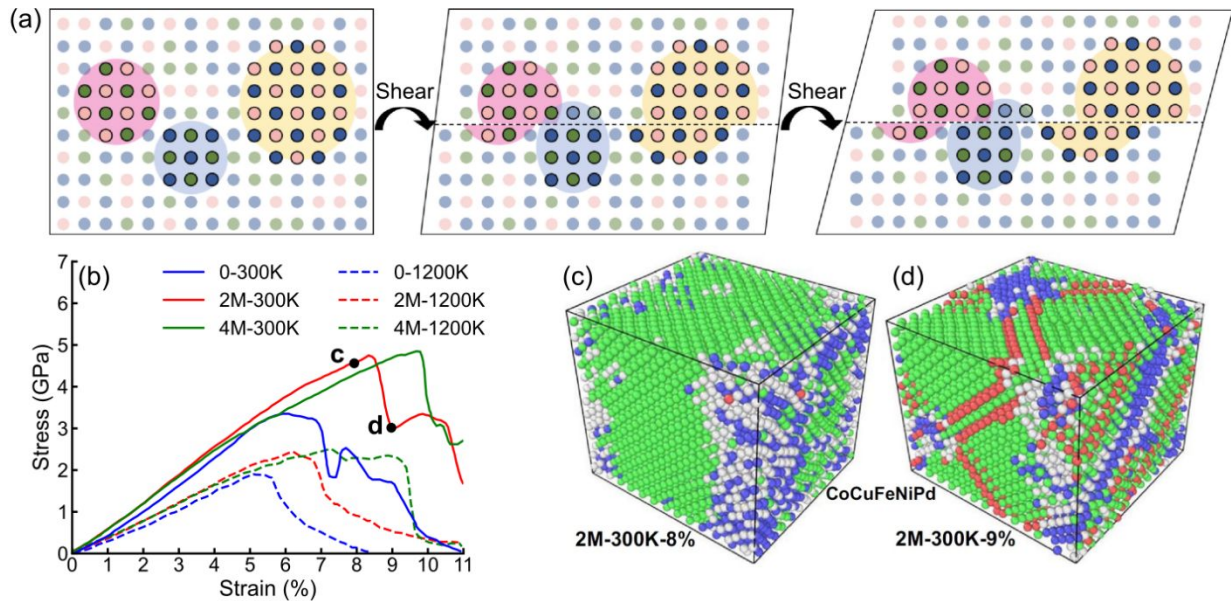 (a)
Shear
Shear
(b)
7
6
5
4
3
2
1
0
Stress (GPa)
0-300K
2M-300K
4M-300K
0-1200K
2M-1200K
4M-1200K
c
d
0 1 2 3 4 5 6 7 8 9 10 11
Strain (%)
(c)
2M-300K-8%
CoCuFeNiPd
(d)
2M-300K-9%